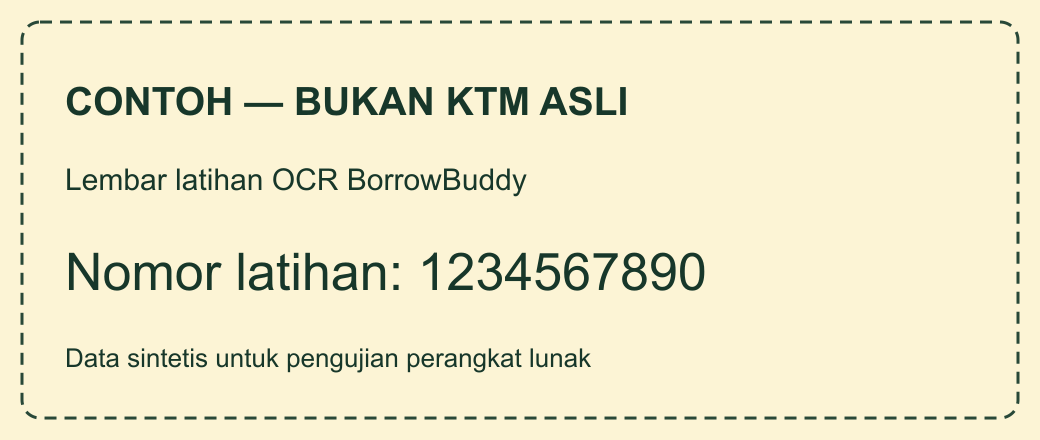 CONTOH — BUKAN KTM ASLI
Lembar latihan OCR BorrowBuddy
Nomor latihan: 1234567890
Data sintetis untuk pengujian perangkat lunak